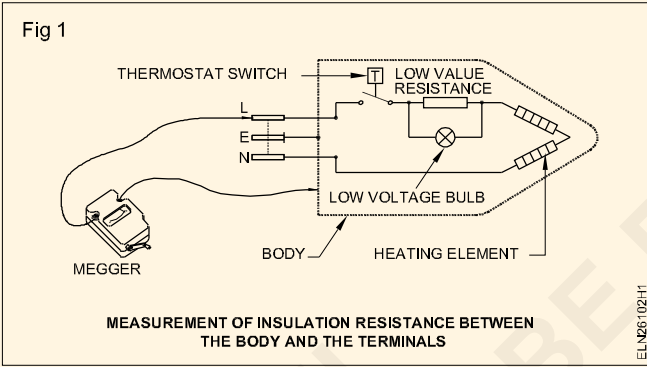 Fig 1
THERMOSTAT SWITCH
T
LOW VALUE
RESISTANCE
L
E
N
LOW VOLTAGE BULB
MEGGER
BODY
HEATING ELEMENT
MEASUREMENT OF INSULATION RESISTANCE BETWEEN
THE BODY AND THE TERMINALS
ELN26102H1